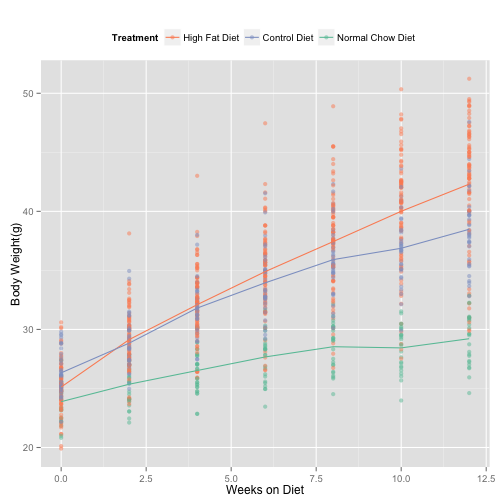 Treatment High Fat Diet Control Diet Normal Chow Diet
50
40
30
20
Body Weight(g)
0.0 2.5 5.0 7.5 10.0 12.5
Weeks on Diet